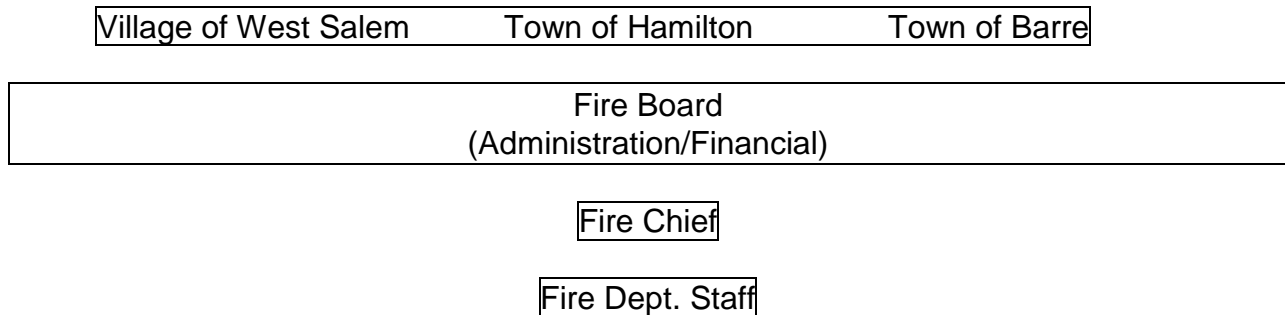 Village of West Salem Town of Hamilton Town of Barre
Fire Board
(Administration/Financial)
Fire Chief
Fire Dept. Staff